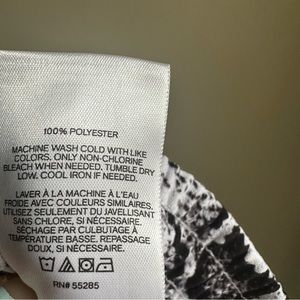 100% POLYESTER
MACHINE WASH COLD WITH LIKE
COLORS. ONLY NON-CHLORINE
BLEACH WHEN NEEDED. TUMBLE DRY
LOW. COOL IRON IF NEEDED.
LAVER À LA MACHINE À L'EAU
FROIDE AVEC COULEURS SIMILAIRES.
UTILISEZ SEULEMENT DU JAVELLISANT
SANS CHLORE, SI NÉCESSAIRE.
SÉCHAGE PAR CULBUTAGE À
TEMPÉRATURE BASSE. REPASSAGE
DOUX, SI NÉCESSAIRE.
RN# 55285